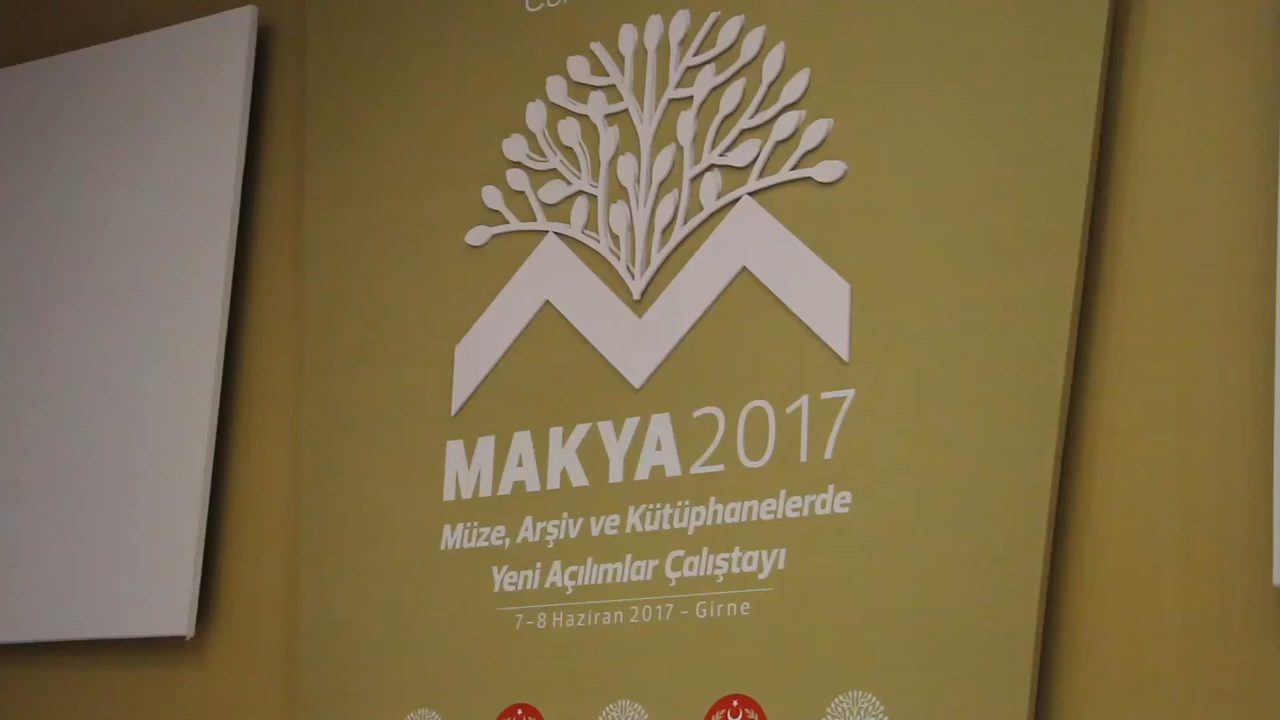 MAKYA2017
Müze, Arşiv ve Kütüphanelerde
Yeni Açılımlar Çalıştayı
7-8 Haziran 2017 - Girne